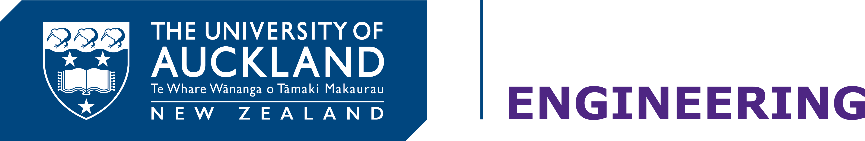 THE UNIVERSITY OF
AUCKLAND
Te Whare Wānanga o Tāmaki Makaurau
NEW ZEALAND
ENGINEERING